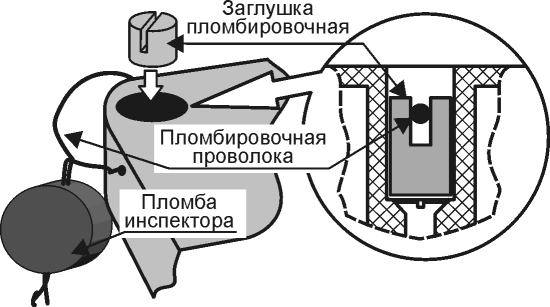 Заглушка
пломбировочная
Пломбировочная
проволока
Пломба
инспектора